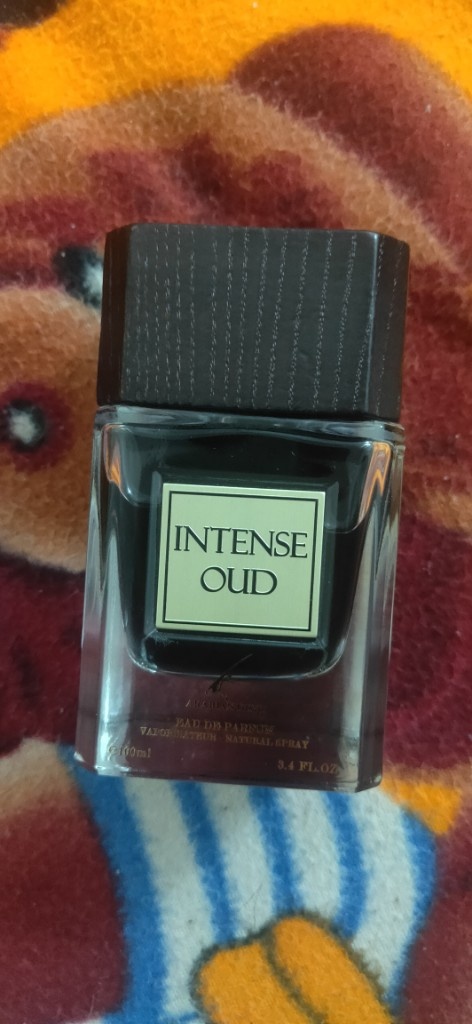 INTENSE
OUD
EAU DE PARFUM
VAPORISATEUR NATURAL SPRAY
100ml
3.4 FL.OZ